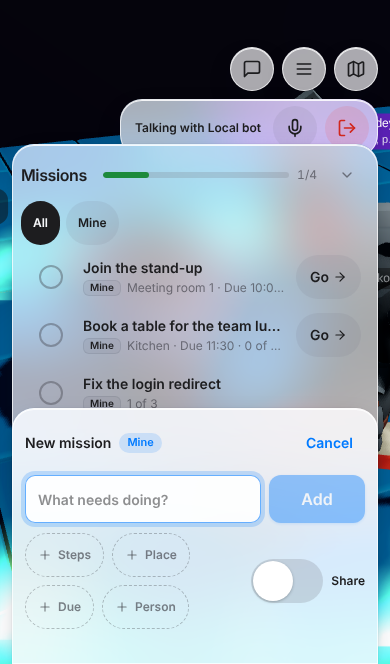 Talking with Local bot
Missions
1/4
All
Mine
Join the stand-up
Go →
Mine
Meeting room 1 · Due 10:0...
Book a table for the team lu...
Go →
Mine
Kitchen · Due 11:30 · 0 of ...
Fix the login redirect
Mine
1 of 3
New mission
Mine
Cancel
What needs doing?
Add
+ Steps
+ Place
Share
+ Due
+ Person